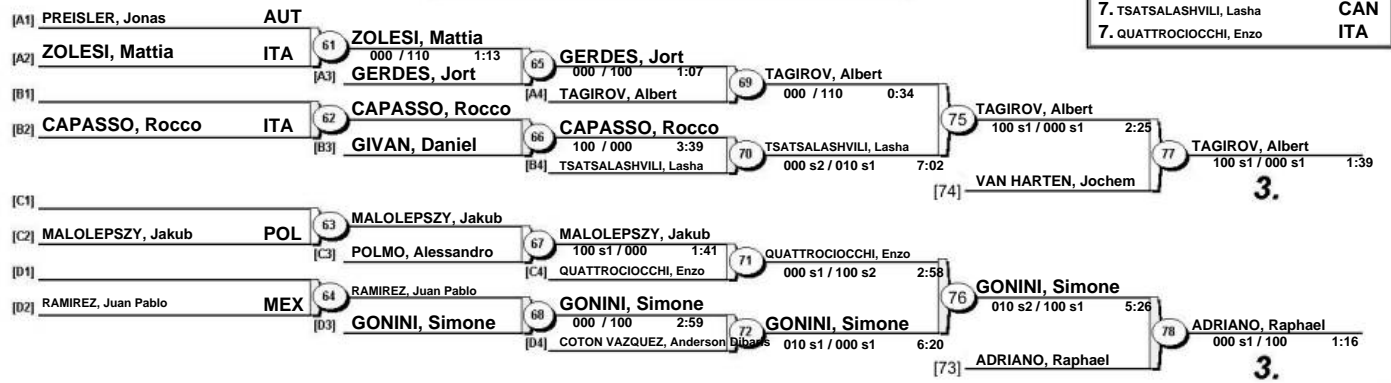 7. TSATSALASHVILI, Lasha CAN
7. QUATTROCIOCCHI, Enzo ITA
[A1] PREISLER, Jonas AUT
[A2] ZOLESI, Mattia ITA
61
ZOLESI, Mattia
000 / 110 1:13
[A3] GERDES, Jort
65
GERDES, Jort
000 / 100 1:07
[A4] TAGIROV, Albert
69
TAGIROV, Albert
000 / 110 0:34
[B1]
[B2] CAPASSO, Rocco ITA
62
CAPASSO, Rocco
[B3] GIVAN, Daniel
66
CAPASSO, Rocco
100 / 000 3:39
[B4] TSATSALASHVILI, Lasha
70
TSATSALASHVILI, Lasha
000 s2 / 010 s1 7:02
75
TAGIROV, Albert
100 s1 / 000 s1 2:25
[74] VAN HARTEN, Jochem
77
TAGIROV, Albert
100 s1 / 000 s1 1:39
3.
[C1]
[C2] MALOLEPSZY, Jakub POL
63
MALOLEPSZY, Jakub
[C3] POLMO, Alessandro
67
MALOLEPSZY, Jakub
100 s1 / 000 1:41
[C4] QUATTROCIOCCHI, Enzo
71
QUATTROCIOCCHI, Enzo
000 s1 / 100 s2 2:58
[D1]
[D2] RAMIREZ, Juan Pablo MEX
64
RAMIREZ, Juan Pablo
[D3] GONINI, Simone
68
GONINI, Simone
000 / 100 2:59
[D4] COTON VAZQUEZ, Anderson Dibaris
72
GONINI, Simone
010 s1 / 000 s1 6:20
76
GONINI, Simone
010 s2 / 100 s1 5:26
[73] ADRIANO, Raphael
78
ADRIANO, Raphael
000 s1 / 100 1:16
3.